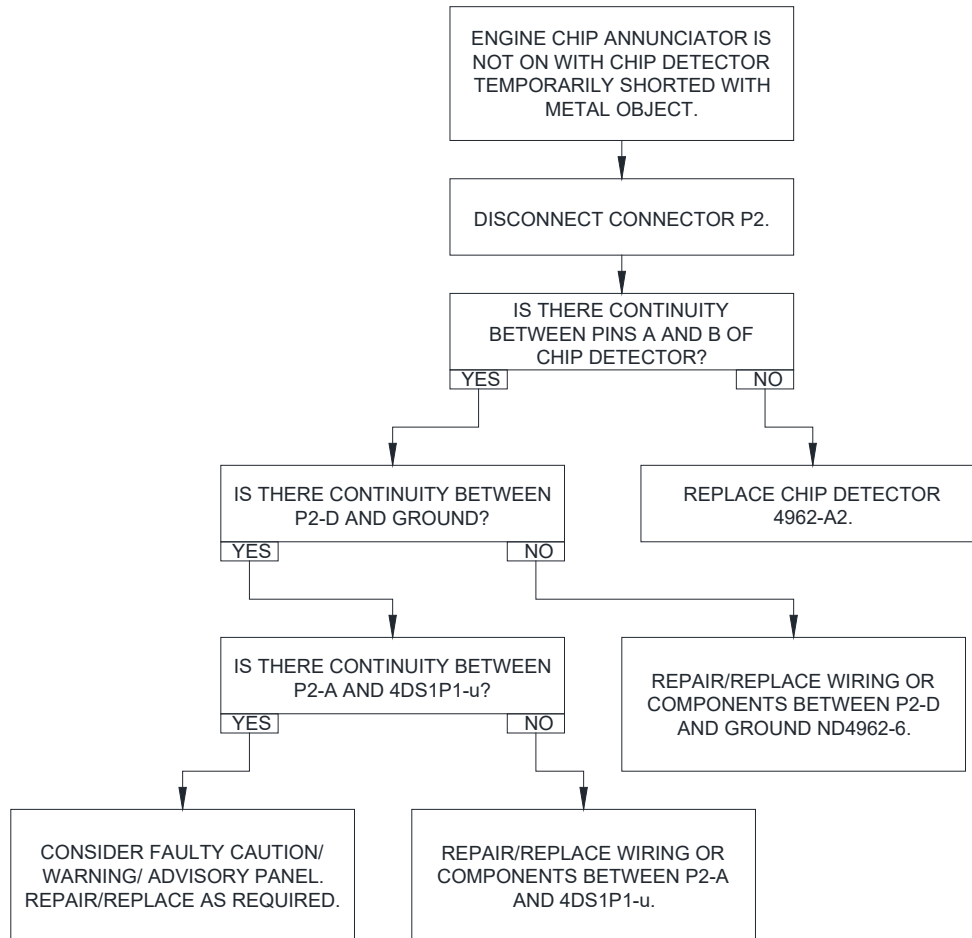 ENGINE CHIP ANNUNCIATOR IS
NOT ON WITH CHIP DETECTOR
TEMPORARILY SHORTED WITH
METAL OBJECT.
DISCONNECT CONNECTOR P2.
IS THERE CONTINUITY
BETWEEN PINS A AND B OF
CHIP DETECTOR?
YES
NO
IS THERE CONTINUITY BETWEEN
P2-D AND GROUND?
YES
NO
REPLACE CHIP DETECTOR
4962-A2.
IS THERE CONTINUITY BETWEEN
P2-A AND 4DS1P1-u?
YES
NO
REPAIR/REPLACE WIRING OR
COMPONENTS BETWEEN P2-D
AND GROUND ND4962-6.
CONSIDER FAULTY CAUTION/
WARNING/ ADVISORY PANEL.
REPAIR/REPLACE AS REQUIRED.
REPAIR/REPLACE WIRING OR
COMPONENTS BETWEEN P2-A
AND 4DS1P1-u.